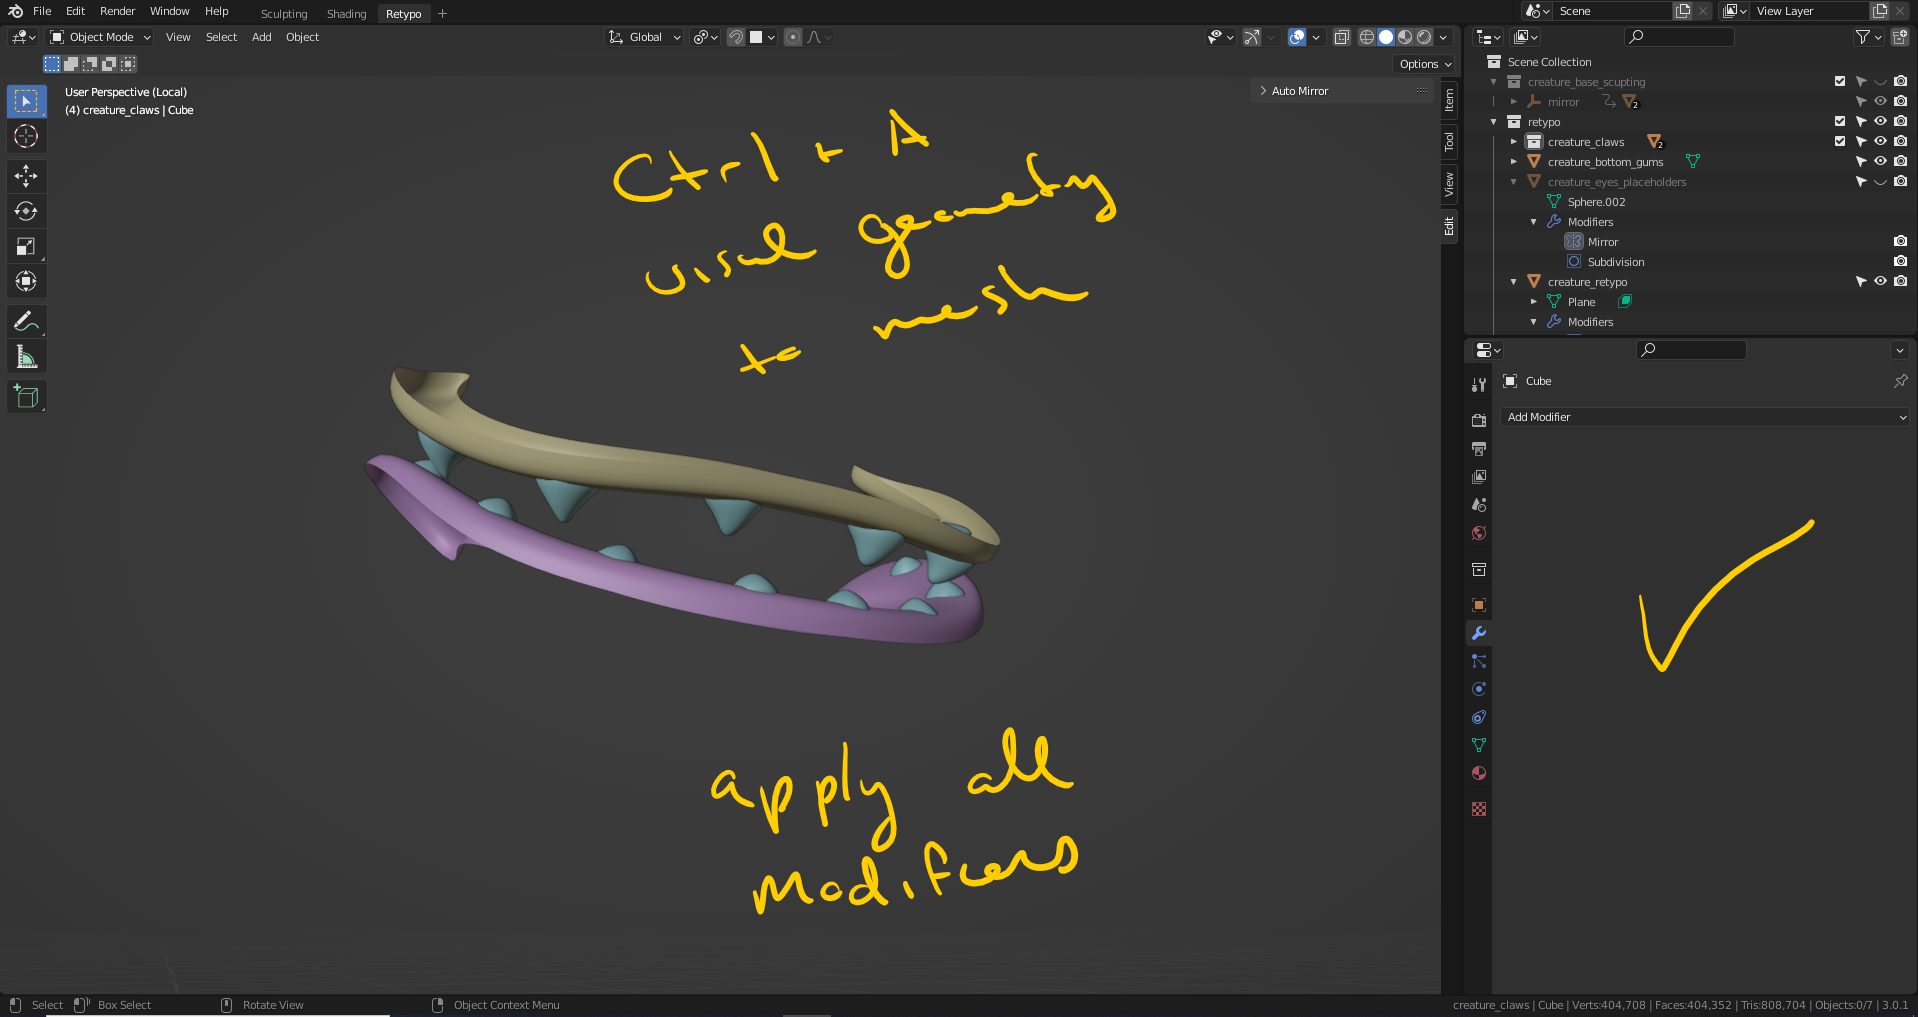 File Edit Render Window Help Sculpting Shading Retypo + Scene View Layer
Object Mode View Select Add Object Global
Options
User Perspective (Local)
(4) creature_claws | Cube
Auto Mirror
Item
Tool
View
Edit
Ctrl + A
visual geometry
to mesh
apply all
modifiers
Scene Collection
creature_base_scupting
mirror 2
retypo
creature_claws 2
creature_bottom_gums
creature_eyes_placeholders
Sphere.002
Modifiers
Mirror
Subdivision
creature_retypo
Plane
Modifiers
Cube
Add Modifier
Select Box Select Rotate View Object Context Menu
creature_claws | Cube | Verts:404,708 | Faces:404,352 | Tris:808,704 | Objects:0/7 | 3.0.1